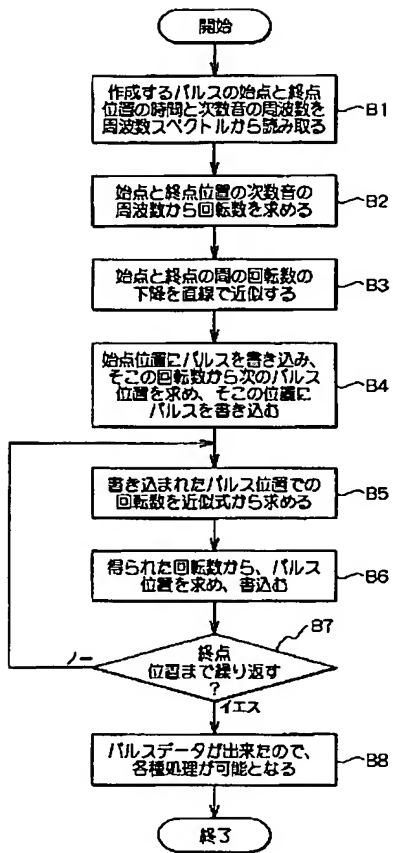 開始
作成するパルスの始点と終点
位置の時間と次数音の周波数を
周波数スペクトルから読み取る
B1
始点と終点位置の次数音の
周波数から回転数を求める
B2
始点と終点の間の回転数の
下降を直線で近似する
B3
始点位置にパルスを書き込み、
そこの回転数から次のパルス
位置を求め、そこの位置に
パルスを書き込む
B4
書き込まれたパルス位置での
回転数を近似式から求める
B5
得られた回転数から、パルス
位置を求め、書込む
B6
B7
終点
位置まで繰り返す
?
ノー
イエス
パルスデータが出来たので、
各種処理が可能となる
B8
終了